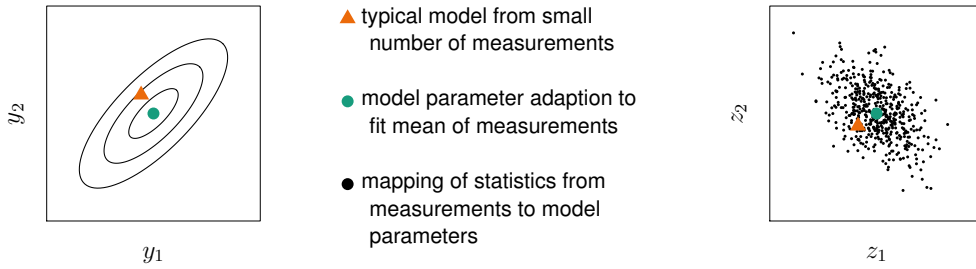 y₂
y₁
typical model from small
number of measurements
model parameter adaption to
fit mean of measurements
mapping of statistics from
measurements to model
parameters
z₂
z₁